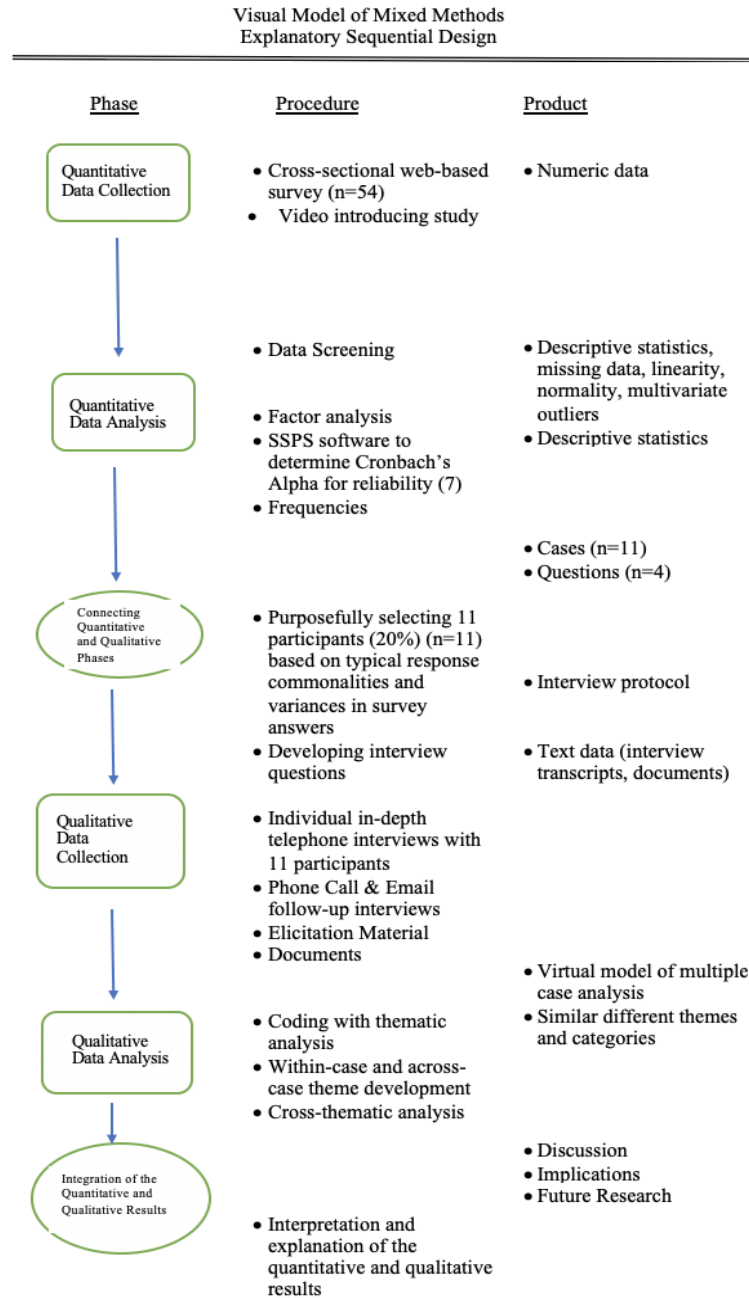 Visual Model of Mixed Methods
Explanatory Sequential Design
Phase
Procedure
Product
Quantitative
Data Collection
• Cross-sectional web-based
survey (n=54)
• Video introducing study
• Numeric data
• Data Screening
• Descriptive statistics,
missing data, linearity,
normality, multivariate
outliers
Quantitative
Data Analysis
• Factor analysis
• SSPS software to
determine Cronbach's
Alpha for reliability (7)
• Frequencies
• Descriptive statistics
• Cases (n=11)
• Questions (n=4)
Connecting
Quantitative
and Qualitative
Phases
• Purposefully selecting 11
participants (20%) (n=11)
based on typical response
commonalities and
variances in survey
answers
• Developing interview
questions
• Interview protocol
• Text data (interview
transcripts, documents)
Qualitative
Data
Collection
• Individual in-depth
telephone interviews with
11 participants
• Phone Call & Email
follow-up interviews
• Elicitation Material
• Documents
• Virtual model of multiple
case analysis
• Similar different themes
and categories
Qualitative
Data Analysis
• Coding with thematic
analysis
• Within-case and across-
case theme development
• Cross-thematic analysis
Integration of the
Quantitative and
Qualitative Results
• Discussion
• Implications
• Future Research
• Interpretation and
explanation of the
quantitative and qualitative
results